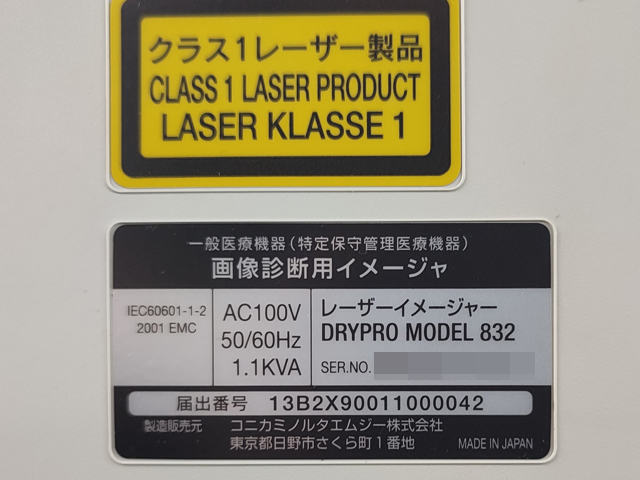 クラス1レーザー製品
CLASS 1 LASER PRODUCT
LASER KLASSE 1
一般医療機器(特定保守管理医療機器)
画像診断用イメージャ
IEC60601-1-2
2001 EMC
AC100V
50/60Hz
1.1KVA
レーザーイメージャー
DRYPRO MODEL 832
SER.NO.
届出番号 13B2X90011000042
製造販売元 コニカミノルタエムジー株式会社
東京都日野市さくら町1番地
MADE IN JAPAN